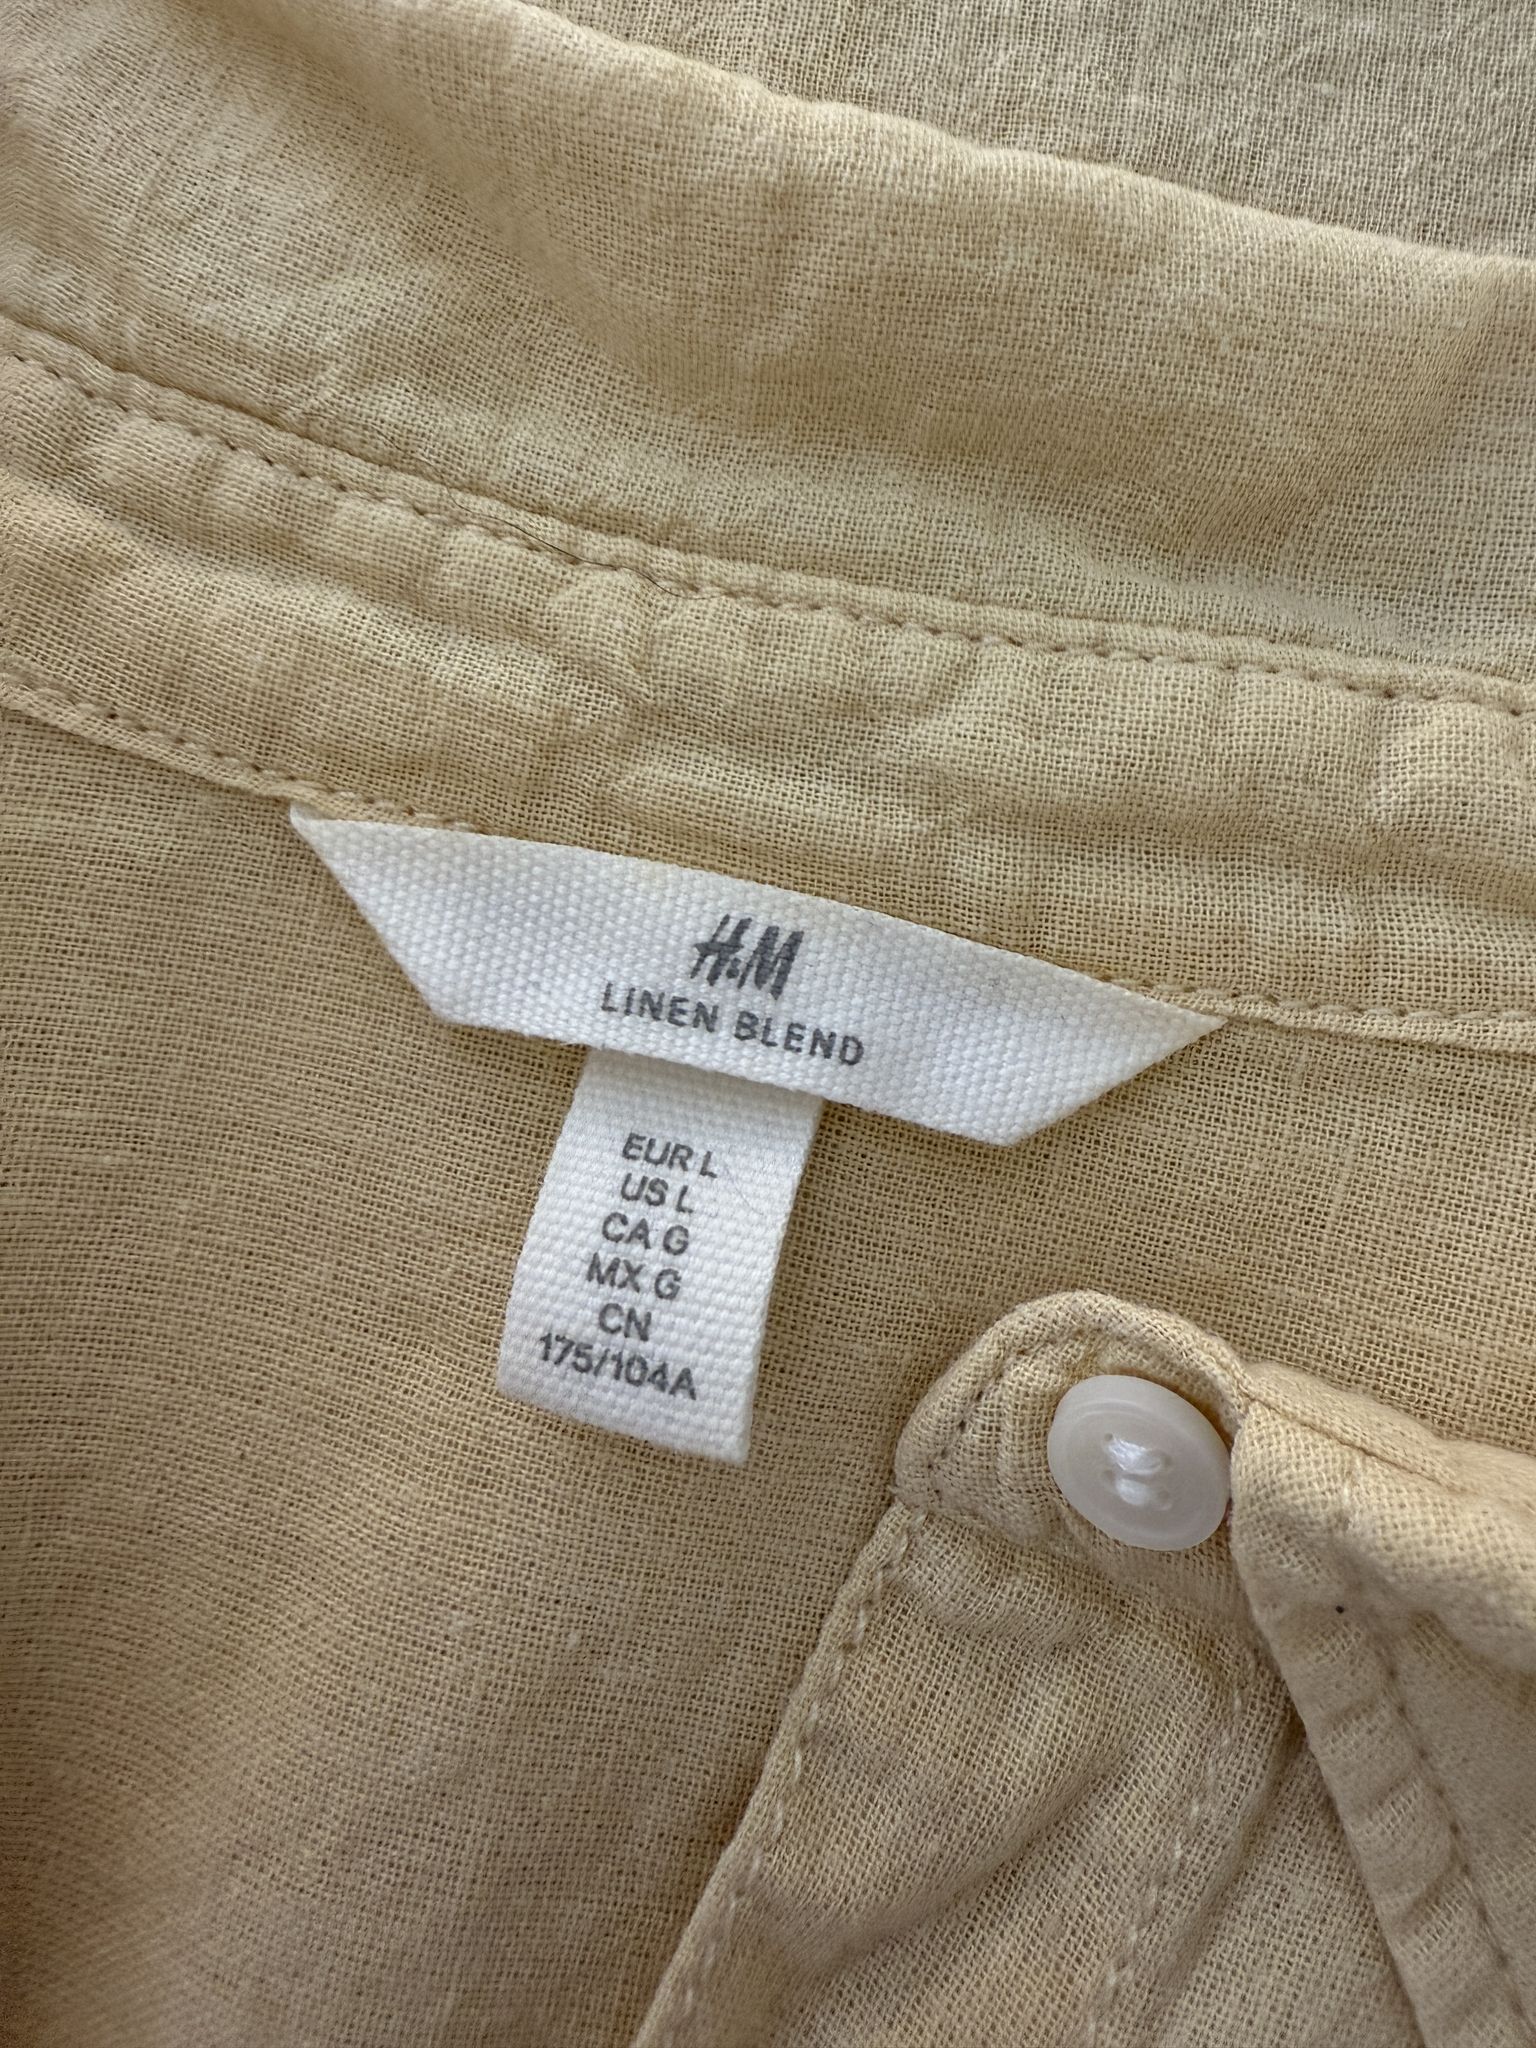 H&M
LINEN BLEND
EUR L
US L
CA G
MX G
CN
175/104A